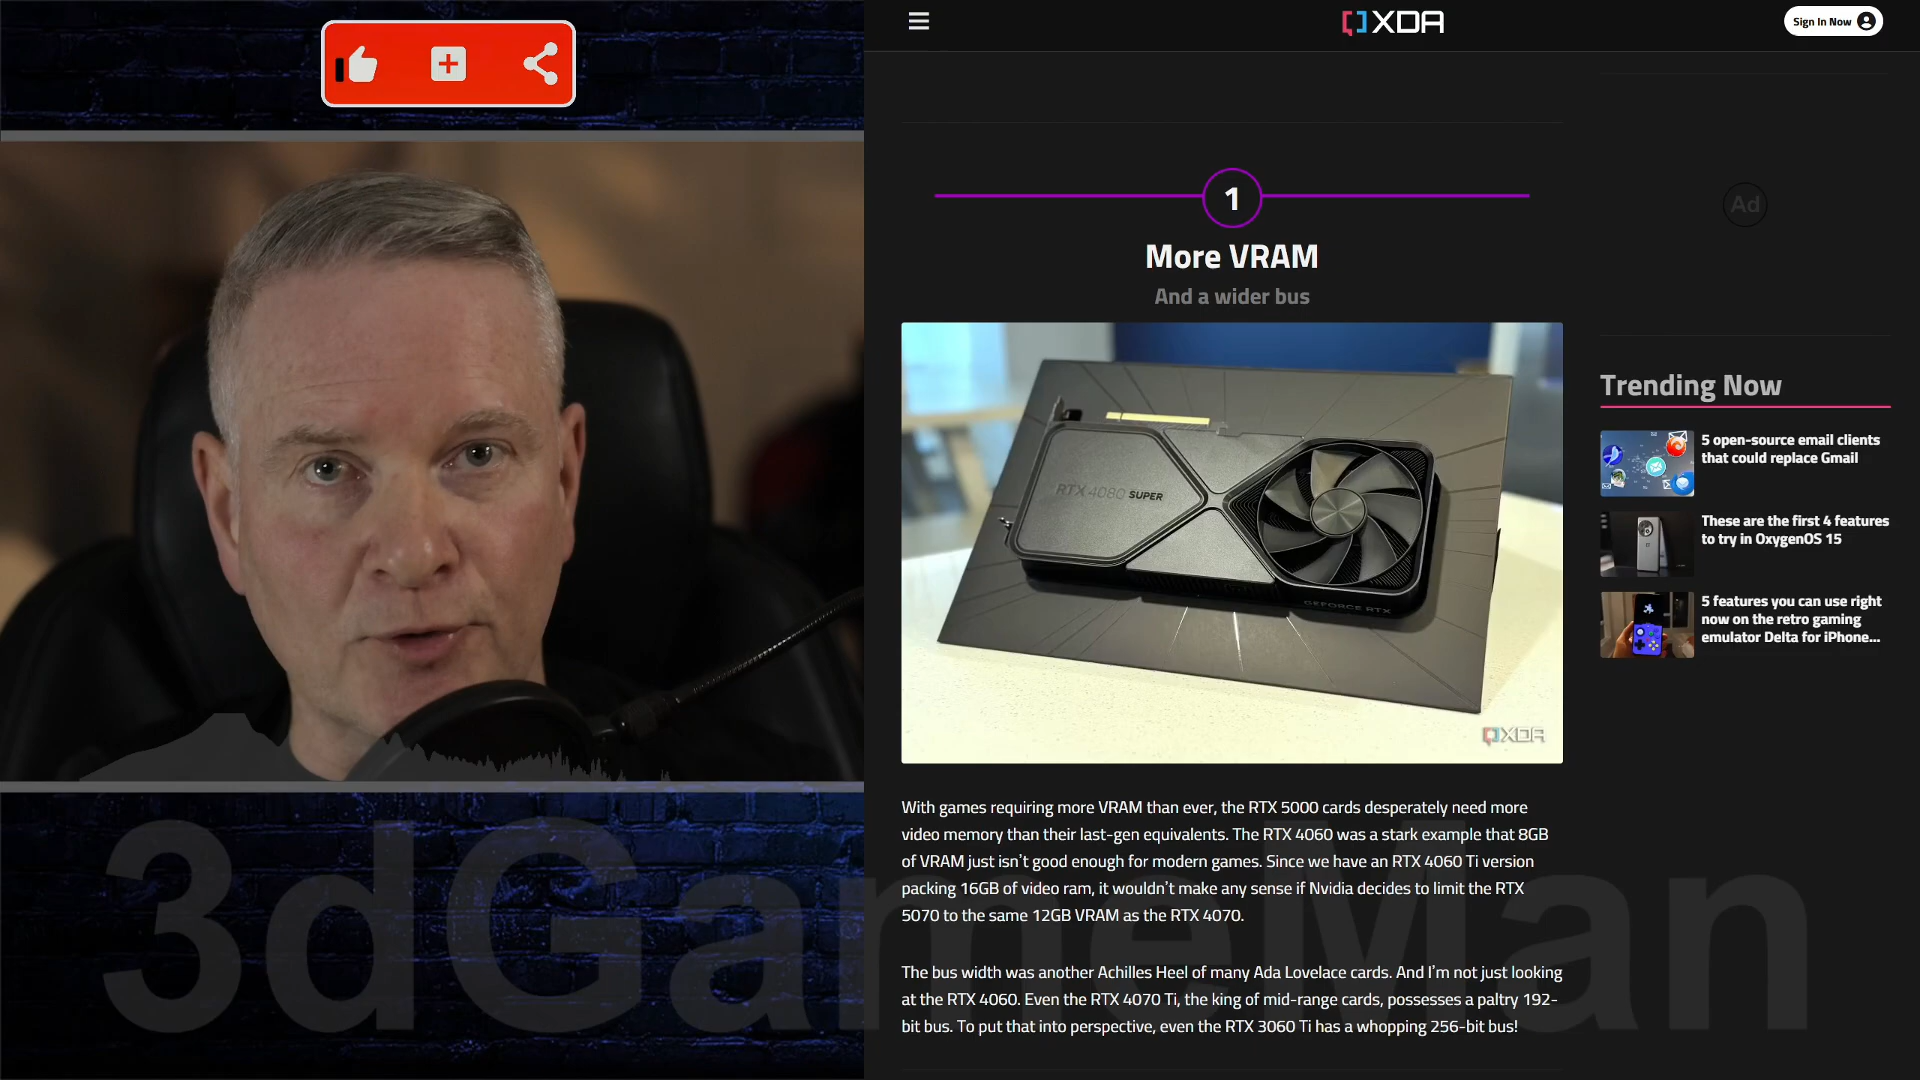 XDA
Sign In Now
1
More VRAM
And a wider bus
Ad
RTX 4080 SUPER
GEFORCE RTX
XDA
With games requiring more VRAM than ever, the RTX 5000 cards desperately need more
video memory than their last-gen equivalents. The RTX 4060 was a stark example that 8GB
of VRAM just isn't good enough for modern games. Since we have an RTX 4060 Ti version
packing 16GB of video ram, it wouldn't make any sense if Nvidia decides to limit the RTX
5070 to the same 12GB VRAM as the RTX 4070.
The bus width was another Achilles Heel of many Ada Lovelace cards. And I'm not just looking
at the RTX 4060. Even the RTX 4070 Ti, the king of mid-range cards, possesses a paltry 192-
bit bus. To put that into perspective, even the RTX 3060 Ti has a whopping 256-bit bus!
Trending Now
5 open-source email clients
that could replace Gmail
These are the first 4 features
to try in OxygenOS 15
5 features you can use right
now on the retro gaming
emulator Delta for iPhone...
3dGameMan